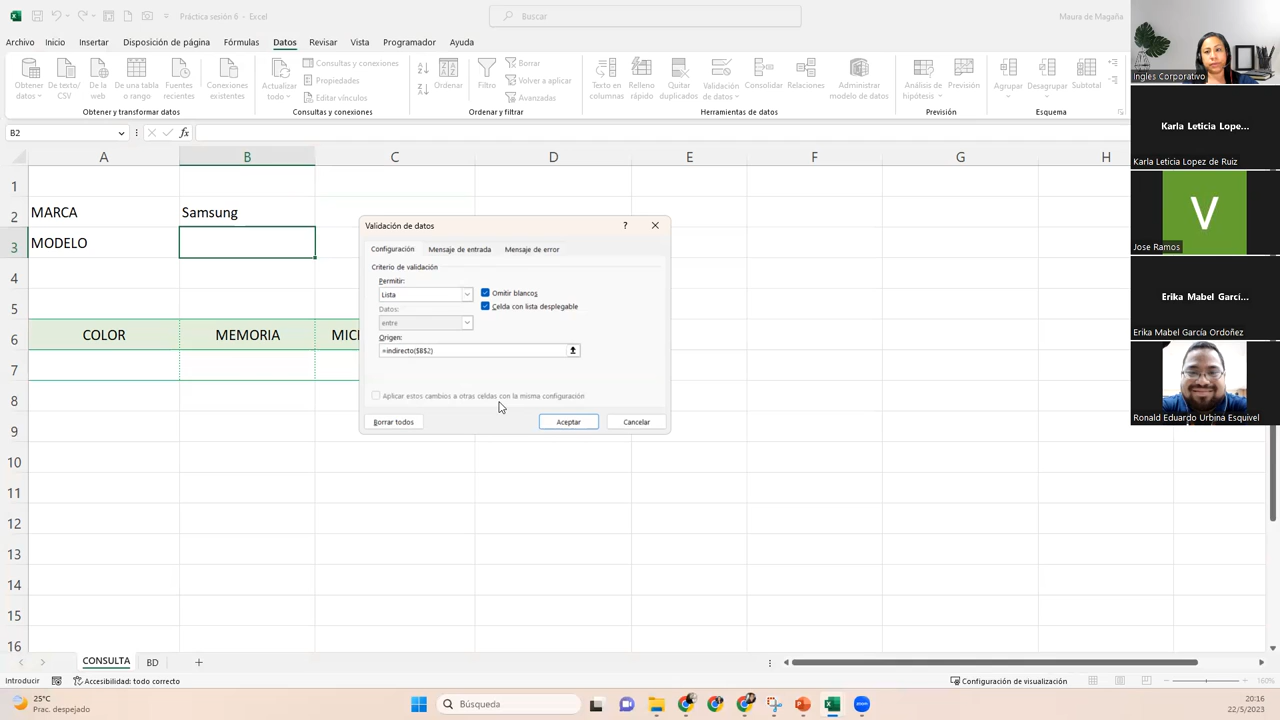 Práctica sesión 6 - Excel
Buscar
Maura de Magaña
Archivo Inicio Insertar Disposición de página Fórmulas Datos Revisar Vista Programador Ayuda
Obtener datos
De texto/CSV
De la web
De una tabla o rango
Fuentes recientes
Conexiones existentes
Obtener y transformar datos
Actualizar todo
Consultas y conexiones
Propiedades
Editar vínculos
Consultas y conexiones
Ordenar
Filtro
Borrar
Volver a aplicar
Avanzadas
Ordenar y filtrar
Texto en columnas
Relleno rápido
Quitar duplicados
Validación de datos
Consolidar
Relaciones
Administrar modelo de datos
Herramientas de datos
Análisis de hipótesis
Previsión
Previsión
Agrupar
Desagrupar
Subtotal
Esquema
B2
fx
A B C D E F G H
1
2 MARCA Samsung
3 MODELO
4
5
6 COLOR MEMORIA MIC
7
8
9
10
11
12
13
14
15
16
Validación de datos
?
Configuración Mensaje de entrada Mensaje de error
Criterio de validación
Permitir:
Lista
Omitir blancos
Celda con lista desplegable
Datos:
entre
Origen:
=indirecto($B$2)
Aplicar estos cambios a otras celdas con la misma configuración
Borrar todos Aceptar Cancelar
Ingles Corporativo
Karla Leticia Lope...
Karla Leticia Lopez de Ruiz
V
Jose Ramos
Erika Mabel Garcí...
Erika Mabel García Ordoñez
Ronald Eduardo Urbina Esquivel
CONSULTA BD
Introducir
Accesibilidad: todo correcto
Configuración de visualización
160%
25°C
Prac. despejado
Búsqueda
20:16
22/5/2023